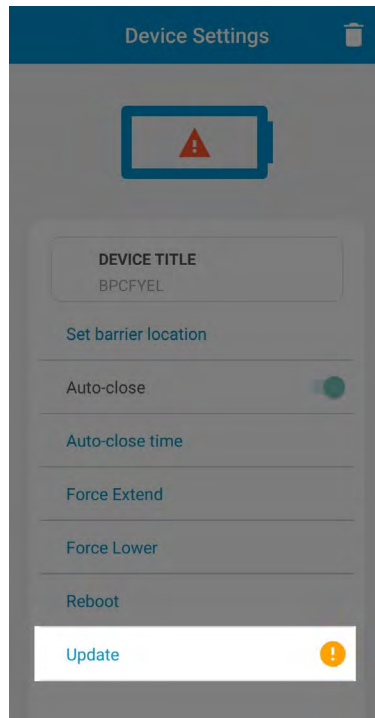 Device Settings
DEVICE TITLE
BPCFYEL
Set barrier location
Auto-close
Auto-close time
Force Extend
Force Lower
Reboot
Update